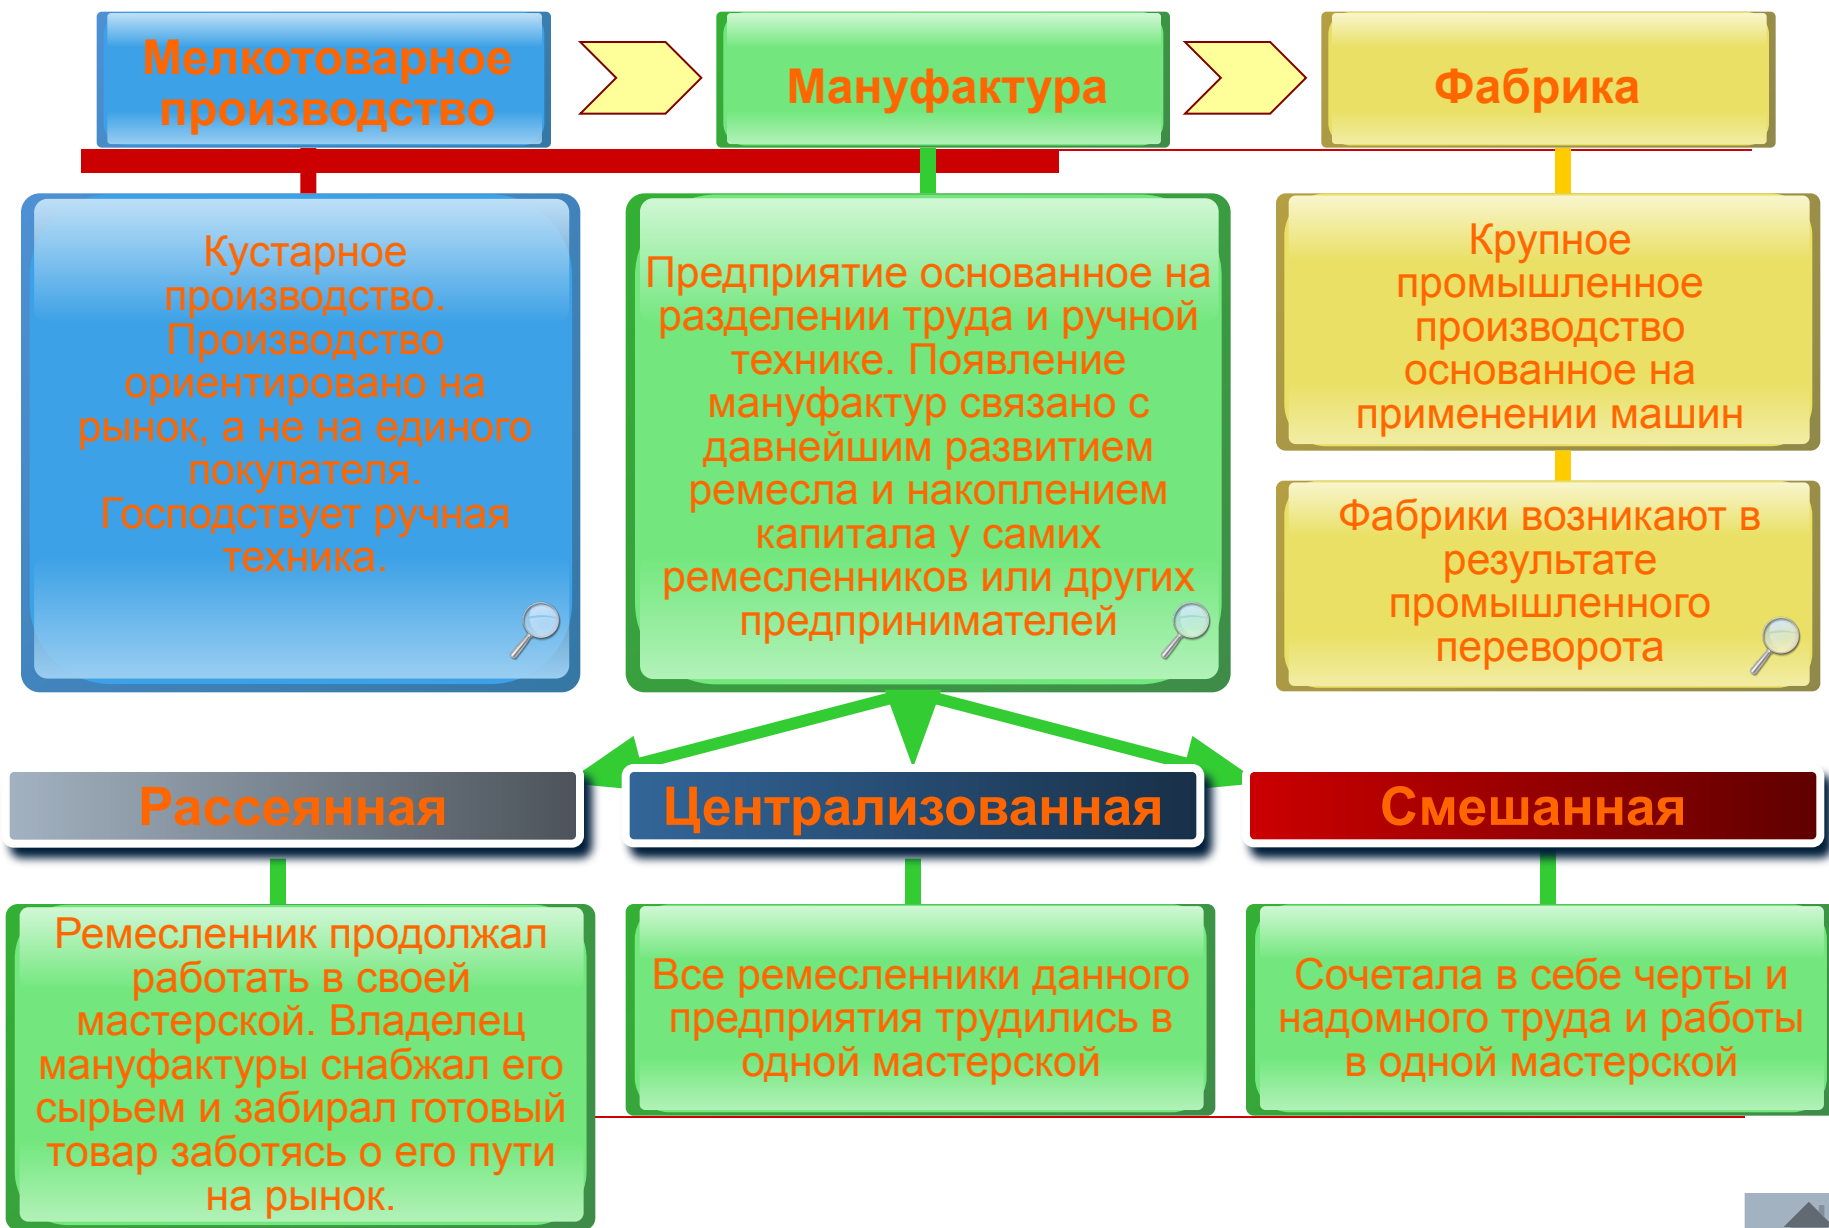 Мелкотоварное
производство
Мануфактура
Фабрика
Кустарное
производство.
Производство
ориентировано на
рынок, а не на единого
покупателя.
Господствует ручная
техника.
Предприятие основанное на
разделении труда и ручной
технике. Появление
мануфактур связано с
давнейшим развитием
ремесла и накоплением
капитала у самих
ремесленников или других
предпринимателей
Крупное
промышленное
производство
основанное на
применении машин
Фабрики возникают в
результате
промышленного
переворота
Рассеянная
Централизованная
Смешанная
Ремесленник продолжал
работать в своей
мастерской. Владелец
мануфактуры снабжал его
сырьем и забирал готовый
товар заботясь о его пути
на рынок.
Все ремесленники данного
предприятия трудились в
одной мастерской
Сочетала в себе черты и
надомного труда и работы
в одной мастерской